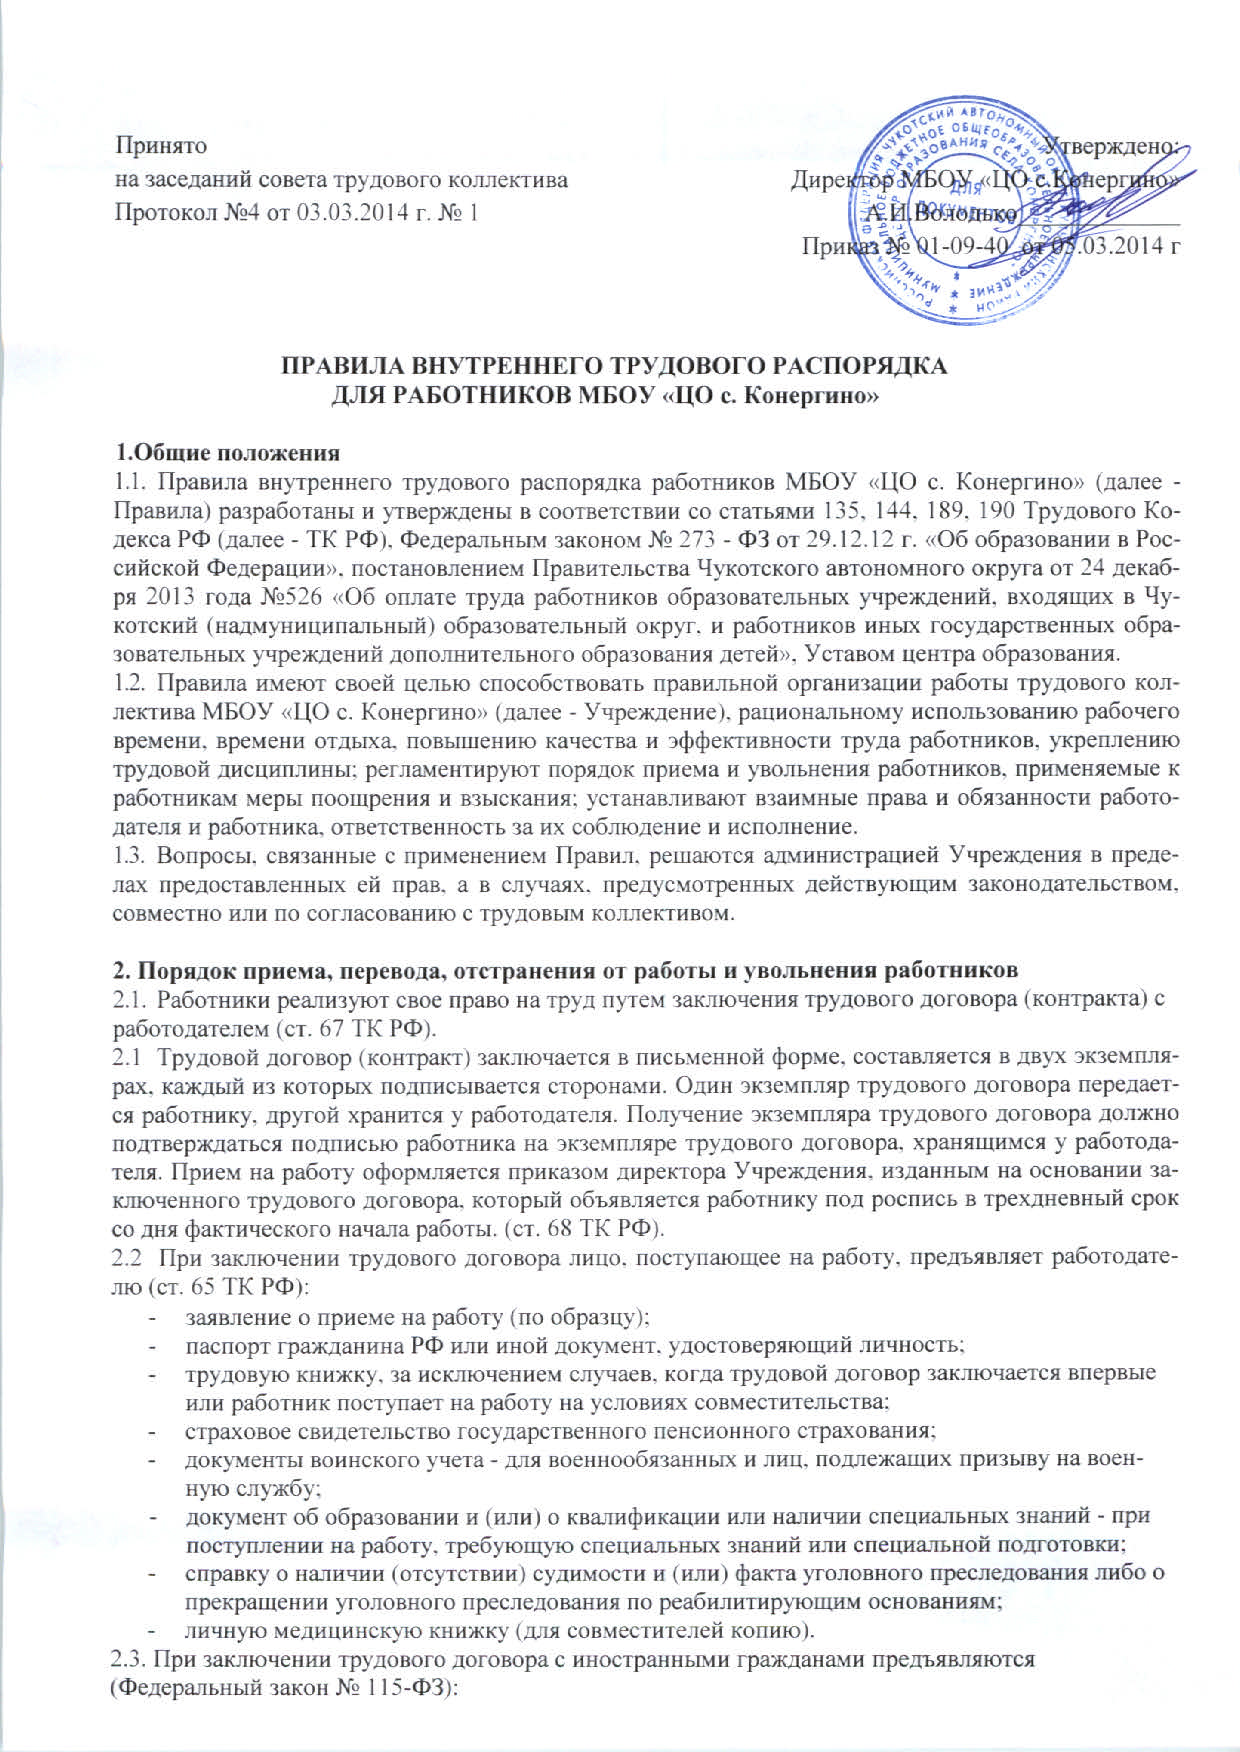 Принято
Утверждено:
на заседаний совета трудового коллектива
Директор МБОУ «ЦО с.Конергино»
Протокол №4 от 03.03.2014 г. № 1
А.И.Володько
Приказ № 01-09-40 от 03.03.2014 г
ДЛЯ
ДОКУМЕНТОВ
ПРАВИЛА ВНУТРЕННЕГО ТРУДОВОГО РАСПОРЯДКА
ДЛЯ РАБОТНИКОВ МБОУ «ЦО с. Конергино»
1.Общие положения
1.1. Правила внутреннего трудового распорядка работников МБОУ «ЦО с. Конергино» (далее -
Правила) разработаны и утверждены в соответствии со статьями 135, 144, 189, 190 Трудового Ко-
декса РФ (далее - ТК РФ), Федеральным законом № 273 - ФЗ от 29.12.12 г. «Об образовании в Рос-
сийской Федерации», постановлением Правительства Чукотского автономного округа от 24 декаб-
ря 2013 года №526 «Об оплате труда работников образовательных учреждений, входящих в Чу-
котский (надмуниципальный) образовательный округ, и работников иных государственных обра-
зовательных учреждений дополнительного образования детей», Уставом центра образования.
1.2. Правила имеют своей целью способствовать правильной организации работы трудового кол-
лектива МБОУ «ЦО с. Конергино» (далее - Учреждение), рациональному использованию рабочего
времени, времени отдыха, повышению качества и эффективности труда работников, укреплению
трудовой дисциплины; регламентируют порядок приема и увольнения работников, применяемые к
работникам меры поощрения и взыскания; устанавливают взаимные права и обязанности работо-
дателя и работника, ответственность за их соблюдение и исполнение.
1.3. Вопросы, связанные с применением Правил, решаются администрацией Учреждения в преде-
лах предоставленных ей прав, а в случаях, предусмотренных действующим законодательством,
совместно или по согласованию с трудовым коллективом.
2. Порядок приема, перевода, отстранения от работы и увольнения работников
2.1. Работники реализуют свое право на труд путем заключения трудового договора (контракта) с
работодателем (ст. 67 ТК РФ).
2.1 Трудовой договор (контракт) заключается в письменной форме, составляется в двух экземпля-
рах, каждый из которых подписывается сторонами. Один экземпляр трудового договора передает-
ся работнику, другой хранится у работодателя. Получение экземпляра трудового договора должно
подтверждаться подписью работника на экземпляре трудового договора, хранящимся у работода-
теля. Прием на работу оформляется приказом директора Учреждения, изданным на основании за-
ключенного трудового договора, который объявляется работнику под роспись в трехдневный срок
со дня фактического начала работы. (ст. 68 ТК РФ).
2.2 При заключении трудового договора лицо, поступающее на работу, предъявляет работодате-
лю (ст. 65 ТК РФ):
- заявление о приеме на работу (по образцу);
- паспорт гражданина РФ или иной документ, удостоверяющий личность;
- трудовую книжку, за исключением случаев, когда трудовой договор заключается впервые
или работник поступает на работу на условиях совместительства;
- страховое свидетельство государственного пенсионного страхования;
- документы воинского учета - для военнообязанных и лиц, подлежащих призыву на воен-
ную службу;
- документ об образовании и (или) о квалификации или наличии специальных знаний - при
поступлении на работу, требующую специальных знаний или специальной подготовки;
- справку о наличии (отсутствии) судимости и (или) факта уголовного преследования либо о
прекращении уголовного преследования по реабилитирующим основаниям;
- личную медицинскую книжку (для совместителей копию).
2.3. При заключении трудового договора с иностранными гражданами предъявляются
(Федеральный закон № 115-ФЗ):